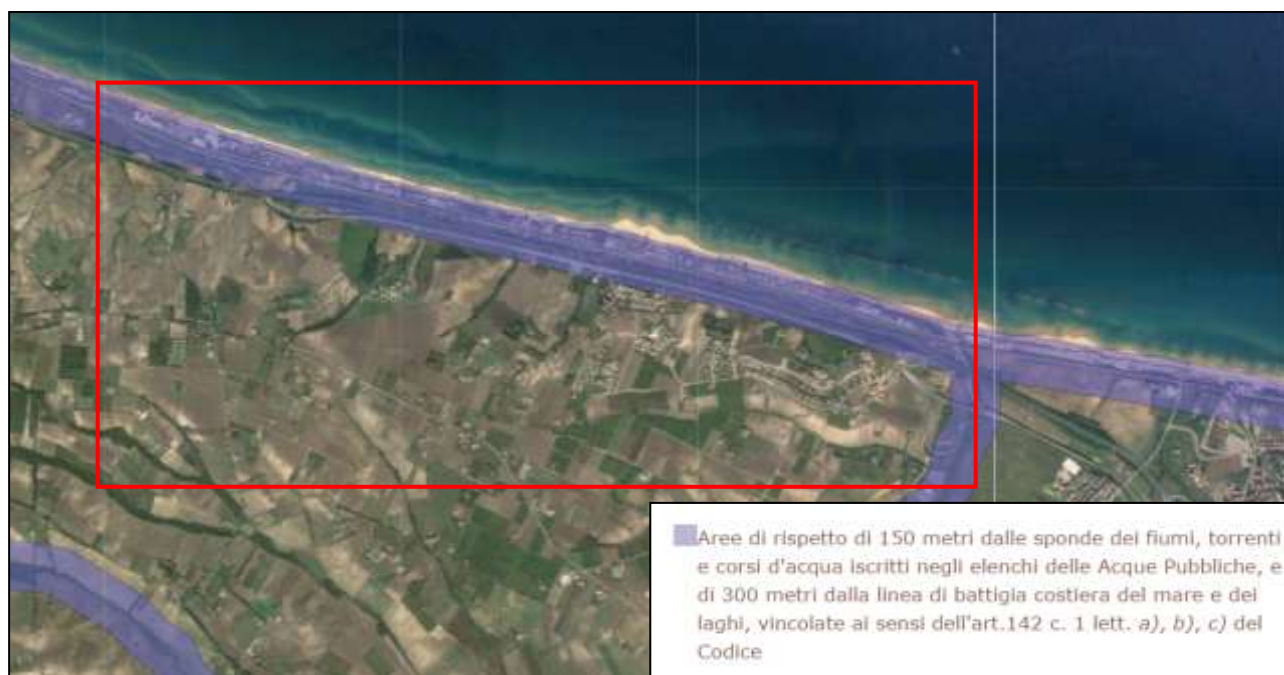 Aree di rispetto di 150 metri dalle sponde dei fiumi, torrenti
e corsi d'acqua iscritti negli elenchi delle Acque Pubbliche, e
di 300 metri dalla linea di battigia costiera del mare e dei
laghi, vincolate ai sensi dell'art.142 c. 1 lett. a), b), c) del
Codice